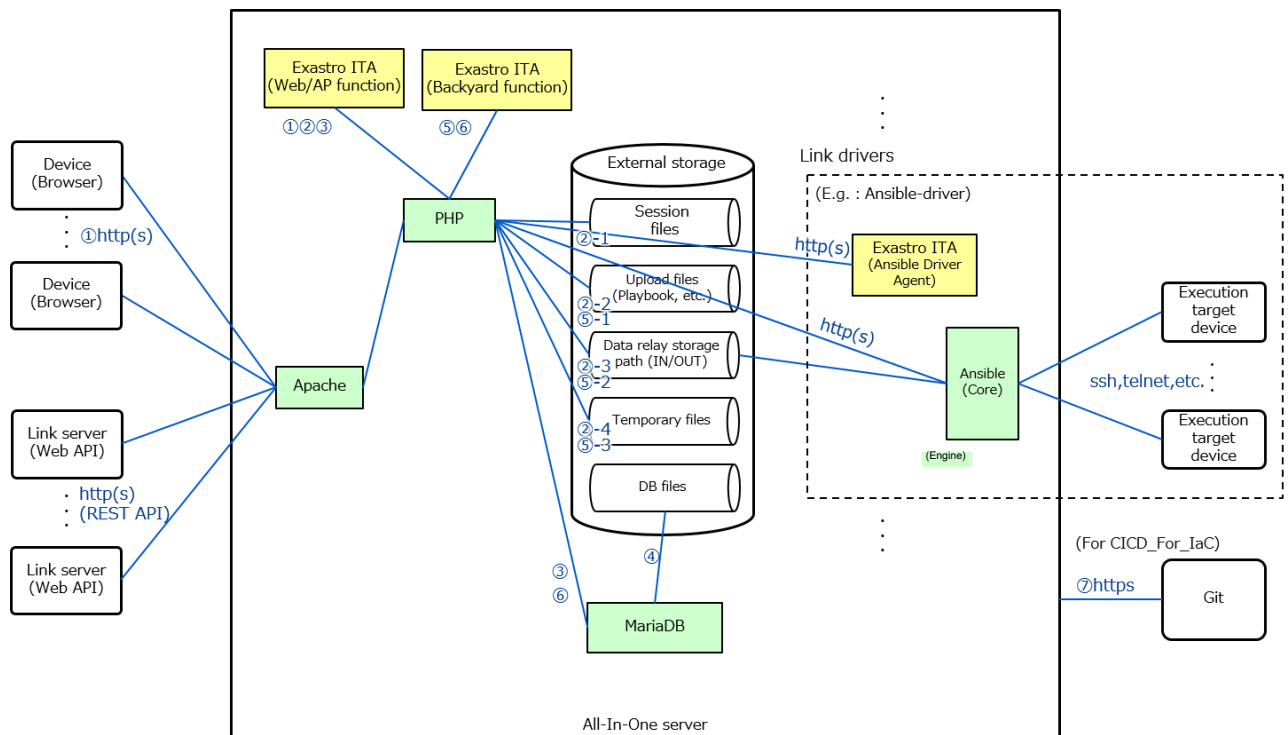 Exastro ITA
(Web/AP function)
①②③
Exastro ITA
(Backyard function)
⑤⑥
Device
(Browser)
①http(s)
Device
(Browser)
Link server
(Web API)
http(s)
(REST API)
Link server
(Web API)
Apache
PHP
External storage
Session
files
②-1
Upload files
(Playbook, etc.)
②-2
⑤-1
Data relay storage
path (IN/OUT)
②-3
⑤-2
Temporary files
②-4
⑤-3
DB files
④
③
⑥
MariaDB
Link drivers
(E.g. : Ansible-driver)
http(s)
Exastro ITA
(Ansible Driver
Agent)
http(s)
Ansible
(Core)
(Engine)
Execution
target
device
ssh,telnet,etc.
Execution
target
device
(For CICD_For_IaC)
⑦https
Git
All-In-One server